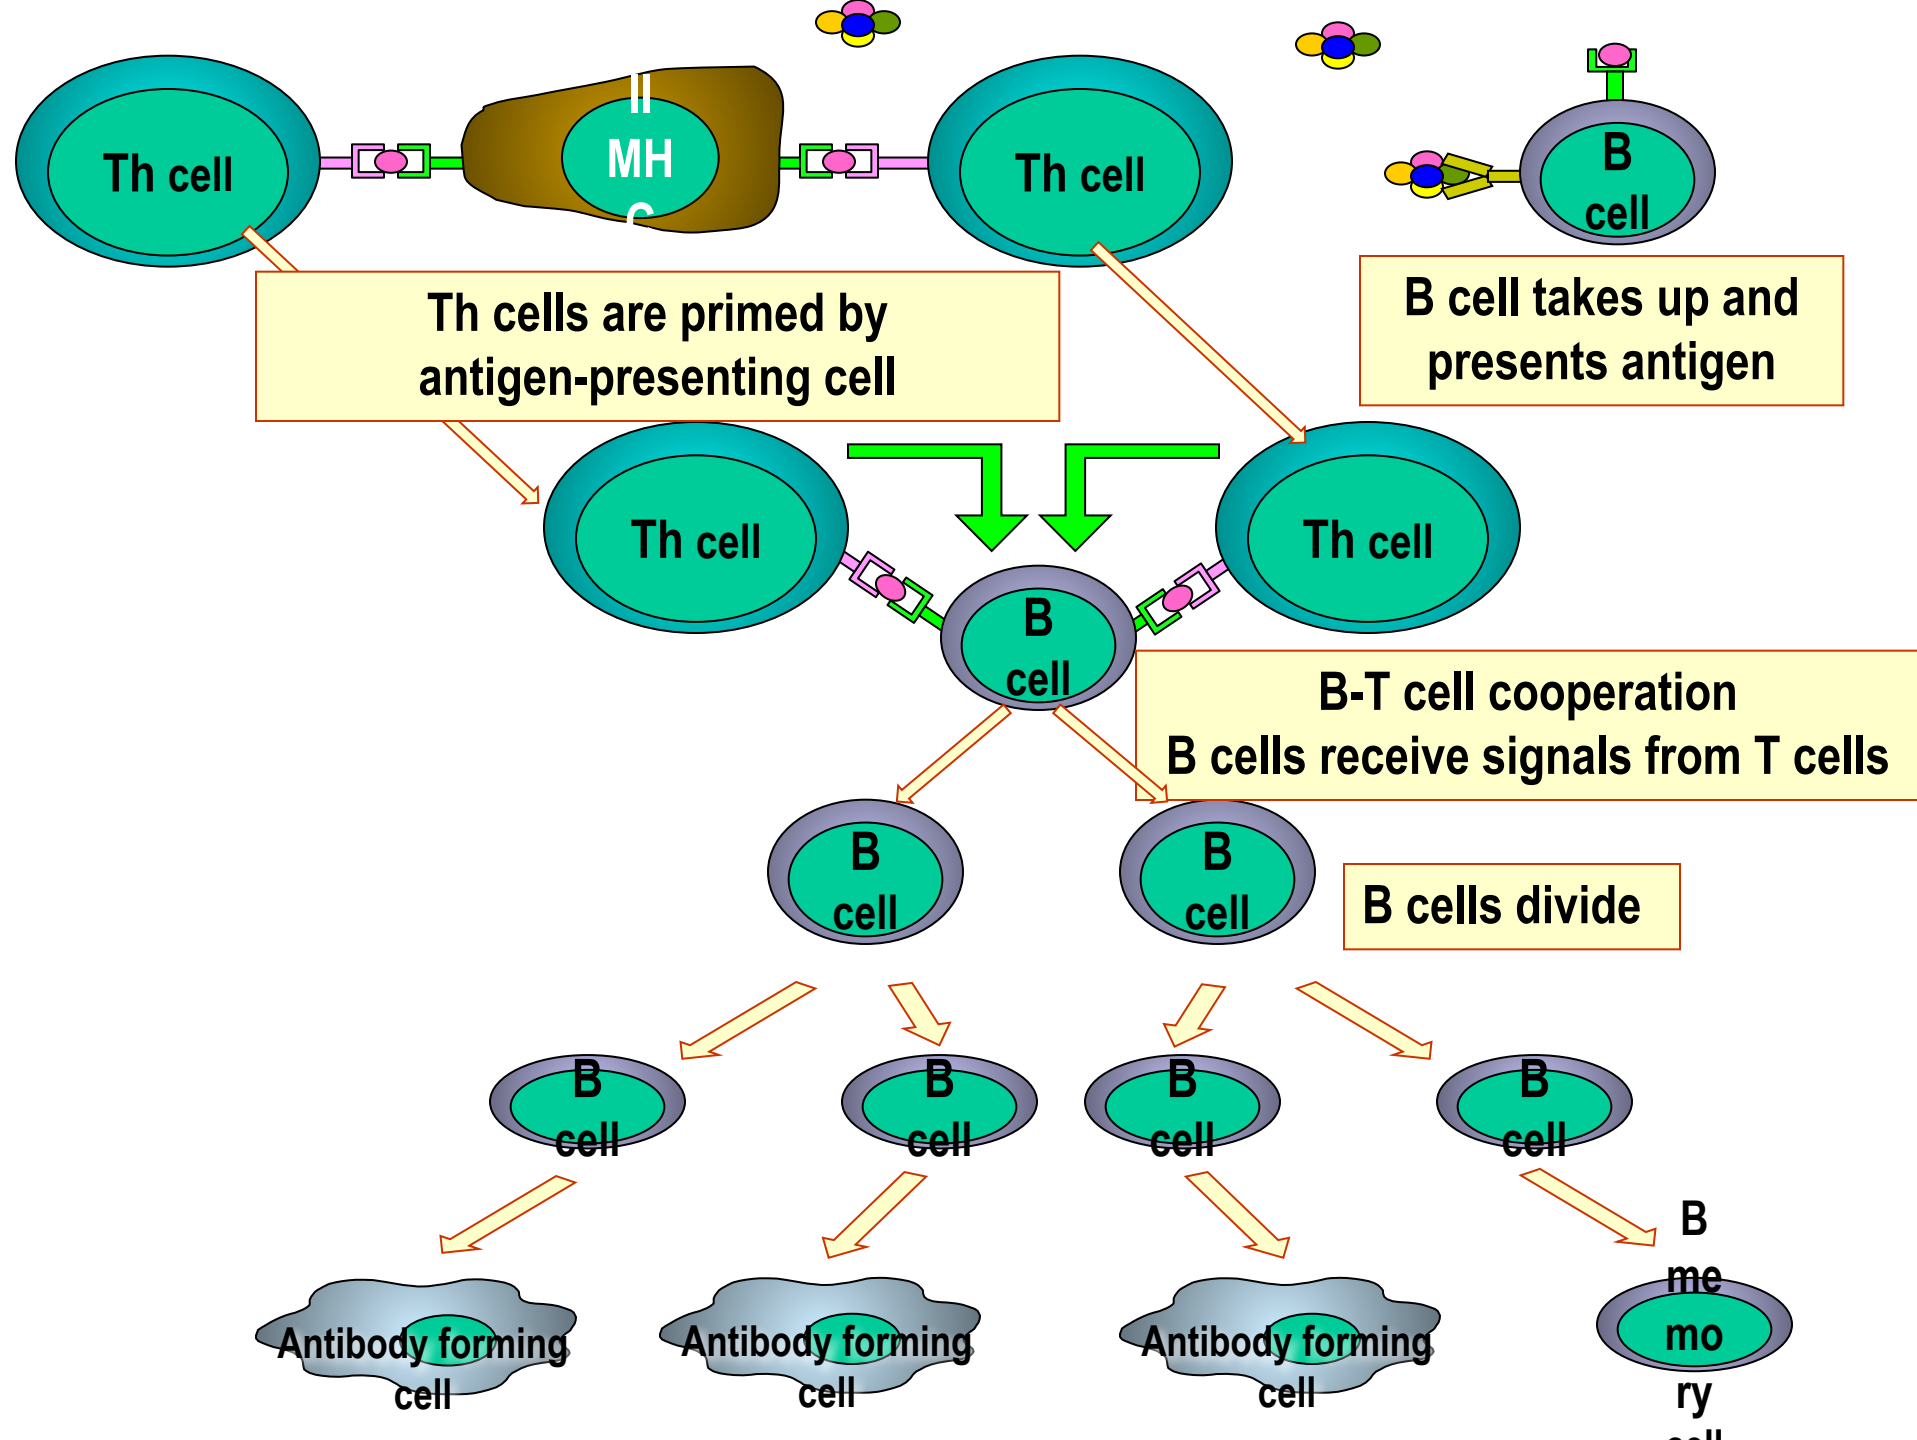 Th cell
II
MH
C
Th cell
B
cell
Th cells are primed by
antigen-presenting cell
B cell takes up and
presents antigen
Th cell
Th cell
B
cell
B-T cell cooperation
B cells receive signals from T cells
B
cell
B
cell
B cells divide
B
cell
B
cell
B
cell
B
cell
Antibody forming
cell
Antibody forming
cell
Antibody forming
cell
B
me
mo
ry
cell